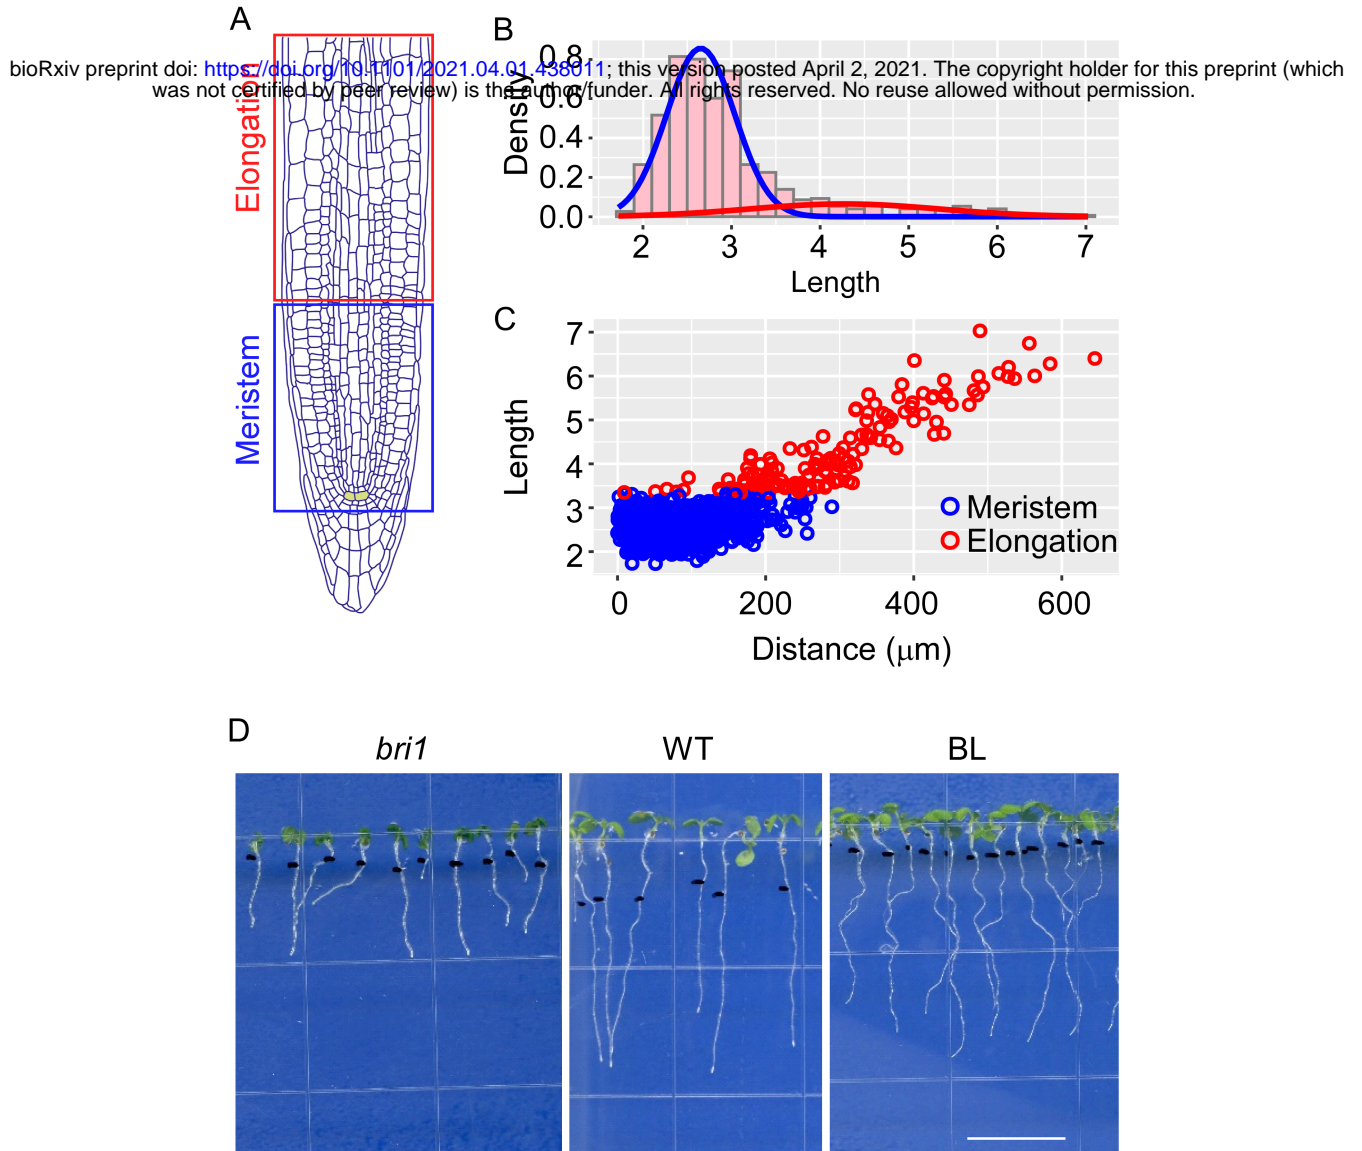 A
B
bioRxiv preprint doi: https://doi.org/10.1101/2021.04.01.438011; this version posted April 2, 2021. The copyright holder for this preprint (which
was not certified by peer review) is the author/funder. All rights reserved. No reuse allowed without permission.
Elongation
Meristem
Density
0.8
0.6
0.4
0.2
0.0
2 3 4 5 6 7
Length
C
Length
7
6
5
4
3
2
Meristem
Elongation
0 200 400 600
Distance (μm)
D
bri1 WT BL